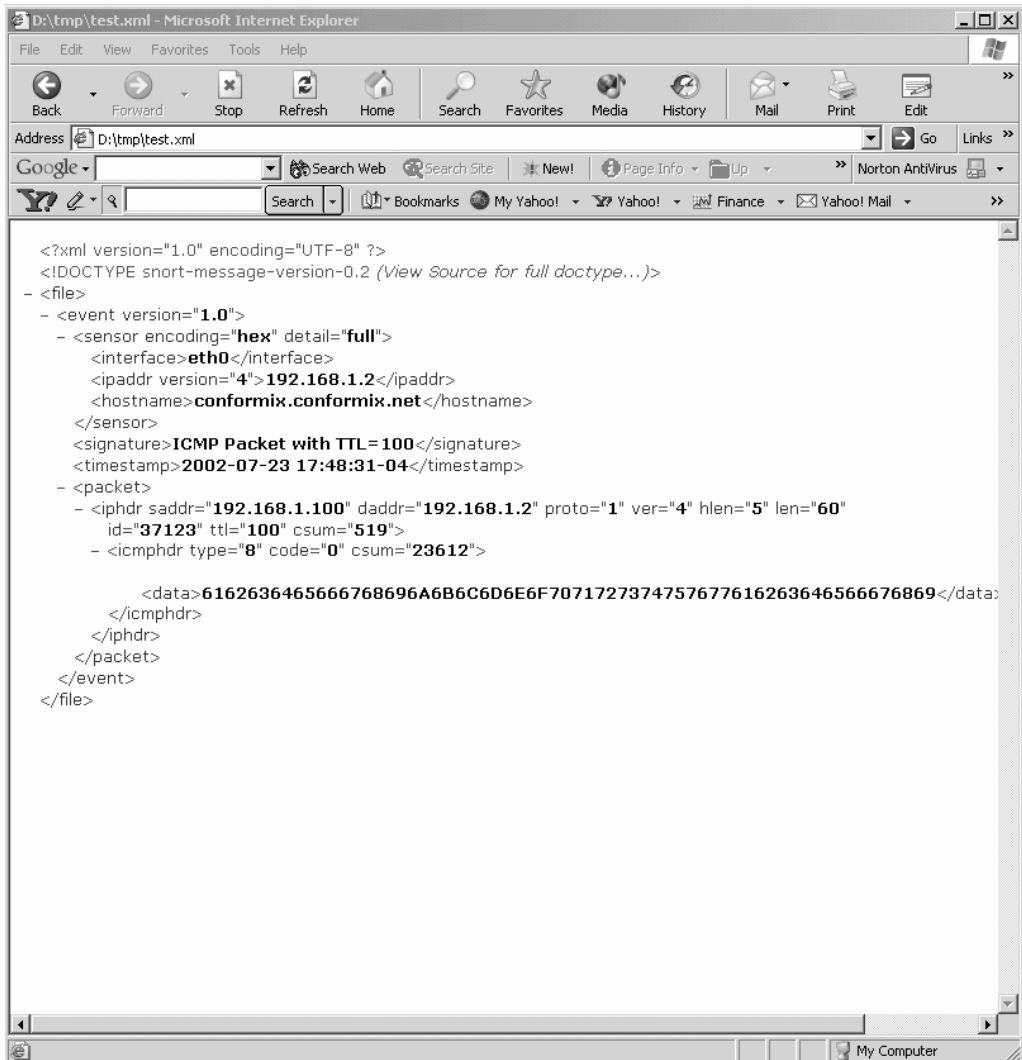 D:\tmp\test.xml - Microsoft Internet Explorer
File Edit View Favorites Tools Help
Back Forward Stop Refresh Home Search Favorites Media History Mail Print Edit »
Address D:\tmp\test.xml Go Links »
Google Search Web Search Site New! Page Info Up » Norton AntiVirus
Y? Search Bookmarks My Yahoo! Y? Yahoo! Finance Yahoo! Mail »
<?xml version="1.0" encoding="UTF-8" ?>
<!DOCTYPE snort-message-version-0.2 (View Source for full doctype...)>
– <file>
– <event version="1.0">
– <sensor encoding="hex" detail="full">
<interface>eth0</interface>
<ipaddr version="4">192.168.1.2</ipaddr>
<hostname>conformix.conformix.net</hostname>
</sensor>
<signature>ICMP Packet with TTL=100</signature>
<timestamp>2002-07-23 17:48:31-04</timestamp>
– <packet>
– <iphdr saddr="192.168.1.100" daddr="192.168.1.2" proto="1" ver="4" hlen="5" len="60"
id="37123" ttl="100" csum="519">
– <icmphdr type="8" code="0" csum="23612">
<data>6162636465666768696A6B6C6D6E6F7071727374757677616263646566676869</data>
</icmphdr>
</iphdr>
</packet>
</event>
</file>
My Computer